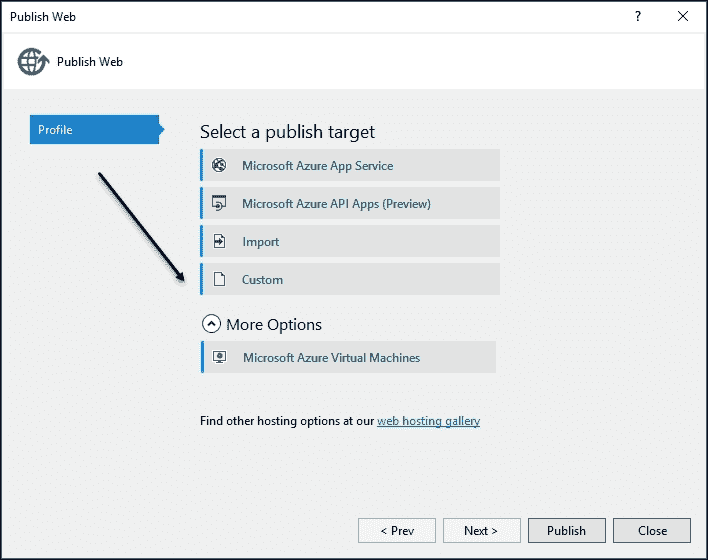 Publish Web
?
Publish Web
Profile
Select a publish target
Microsoft Azure App Service
Microsoft Azure API Apps (Preview)
Import
Custom
More Options
Microsoft Azure Virtual Machines
Find other hosting options at our web hosting gallery
< Prev
Next >
Publish
Close